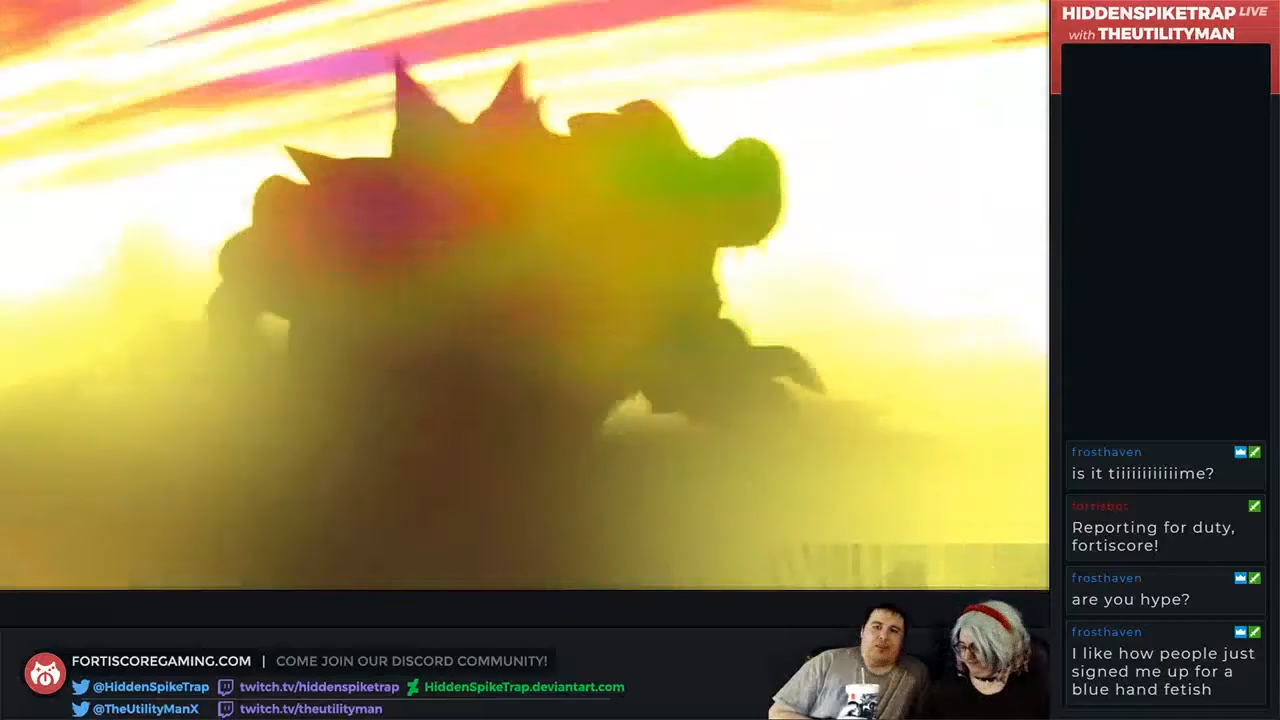 HIDDENSPIKETRAP LIVE
with THEUTILITYMAN
frosthaven
is it tiiiiiiiiiiime?
fortisbot
Reporting for duty,
fortiscore!
frosthaven
are you hype?
frosthaven
I like how people just
signed me up for a
blue hand fetish
FORTISCOREGAMING.COM | COME JOIN OUR DISCORD COMMUNITY!
@HiddenSpikeTrap twitch.tv/hiddenspiketrap HiddenSpikeTrap.deviantart.com
@TheUtilityManX twitch.tv/theutilityman